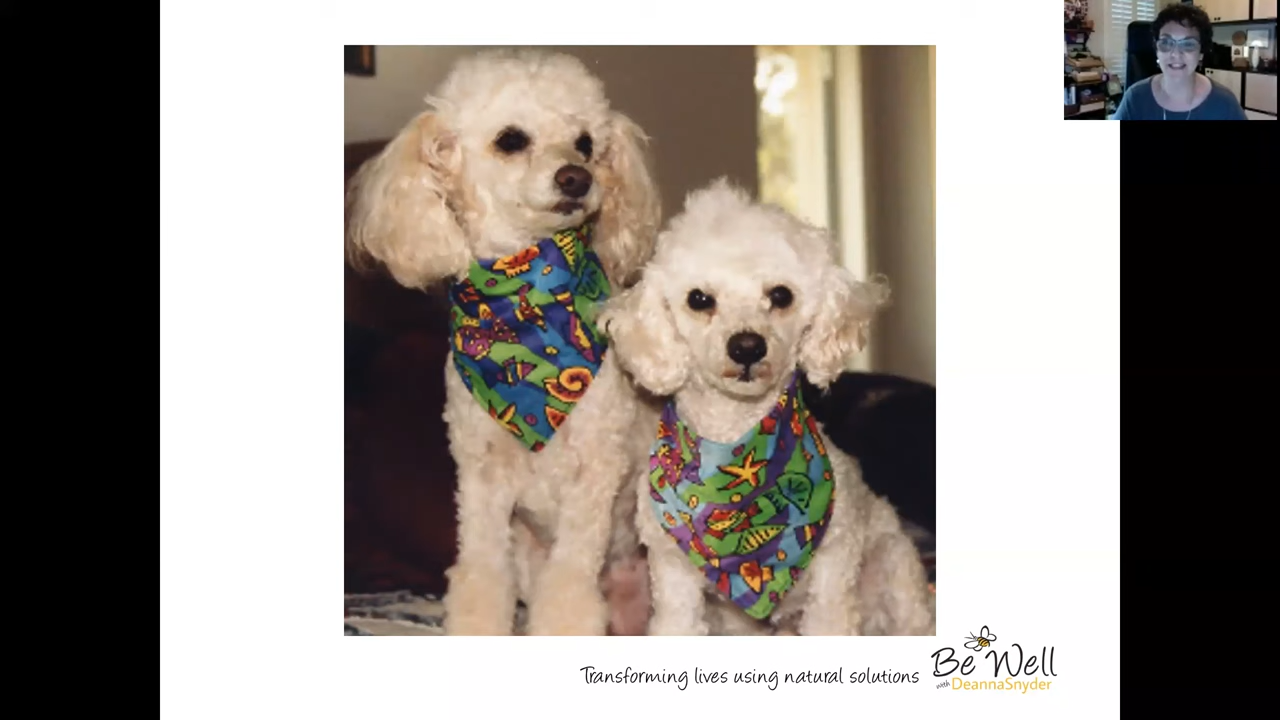 Transforming lives using natural solutions
Be Well
with DeannaSnyder